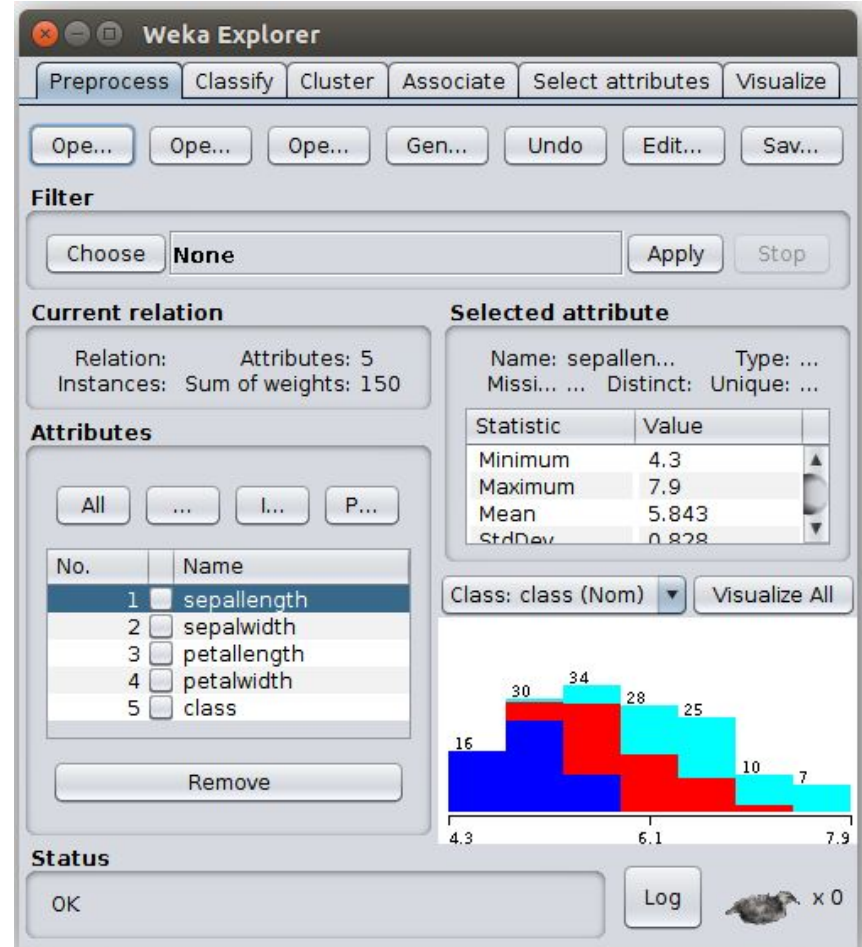 Weka Explorer
Preprocess Classify Cluster Associate Select attributes Visualize
Ope... Ope... Ope... Gen... Undo Edit... Sav...
Filter
Choose None Apply Stop
Current relation
Relation: Attributes: 5
Instances: Sum of weights: 150
Attributes
All ... I... P...
No. Name
1 sepallength
2 sepalwidth
3 petallength
4 petalwidth
5 class
Remove
Selected attribute
Name: sepallen... Type: ...
Missi... ... Distinct: Unique: ...
Statistic Value
Minimum 4.3
Maximum 7.9
Mean 5.843
StdDev 0.828
Class: class (Nom) Visualize All
16 30 34 28 25 10 7
4.3 6.1 7.9
Status
OK
Log x 0